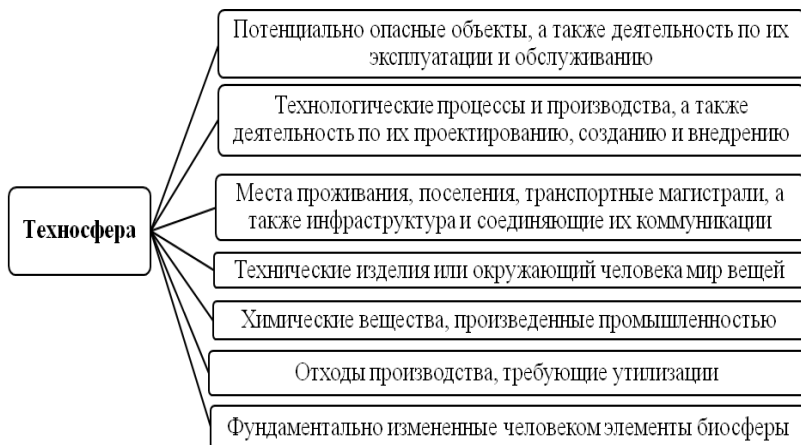 Потенциально опасные объекты, а также деятельность по их
эксплуатации и обслуживанию
Технологические процессы и производства, а также
деятельность по их проектированию, созданию и внедрению
Места проживания, поселения, транспортные магистрали, а
также инфраструктура и соединяющие их коммуникации
Техносфера
Технические изделия или окружающий человека мир вещей
Химические вещества, произведенные промышленностью
Отходы производства, требующие утилизации
Фундаментально измененные человеком элементы биосферы